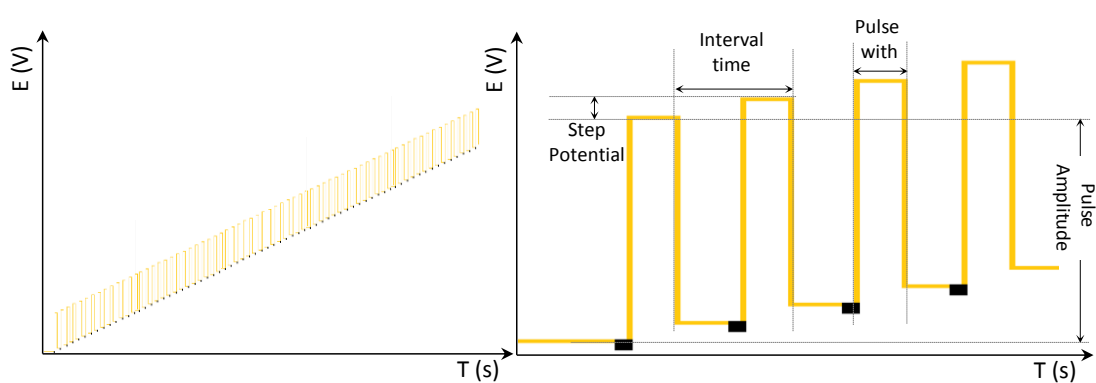 E (V)
T (s)
E (V)
Interval
time
Pulse
with
Step
Potential
Pulse
Amplitude
T (s)